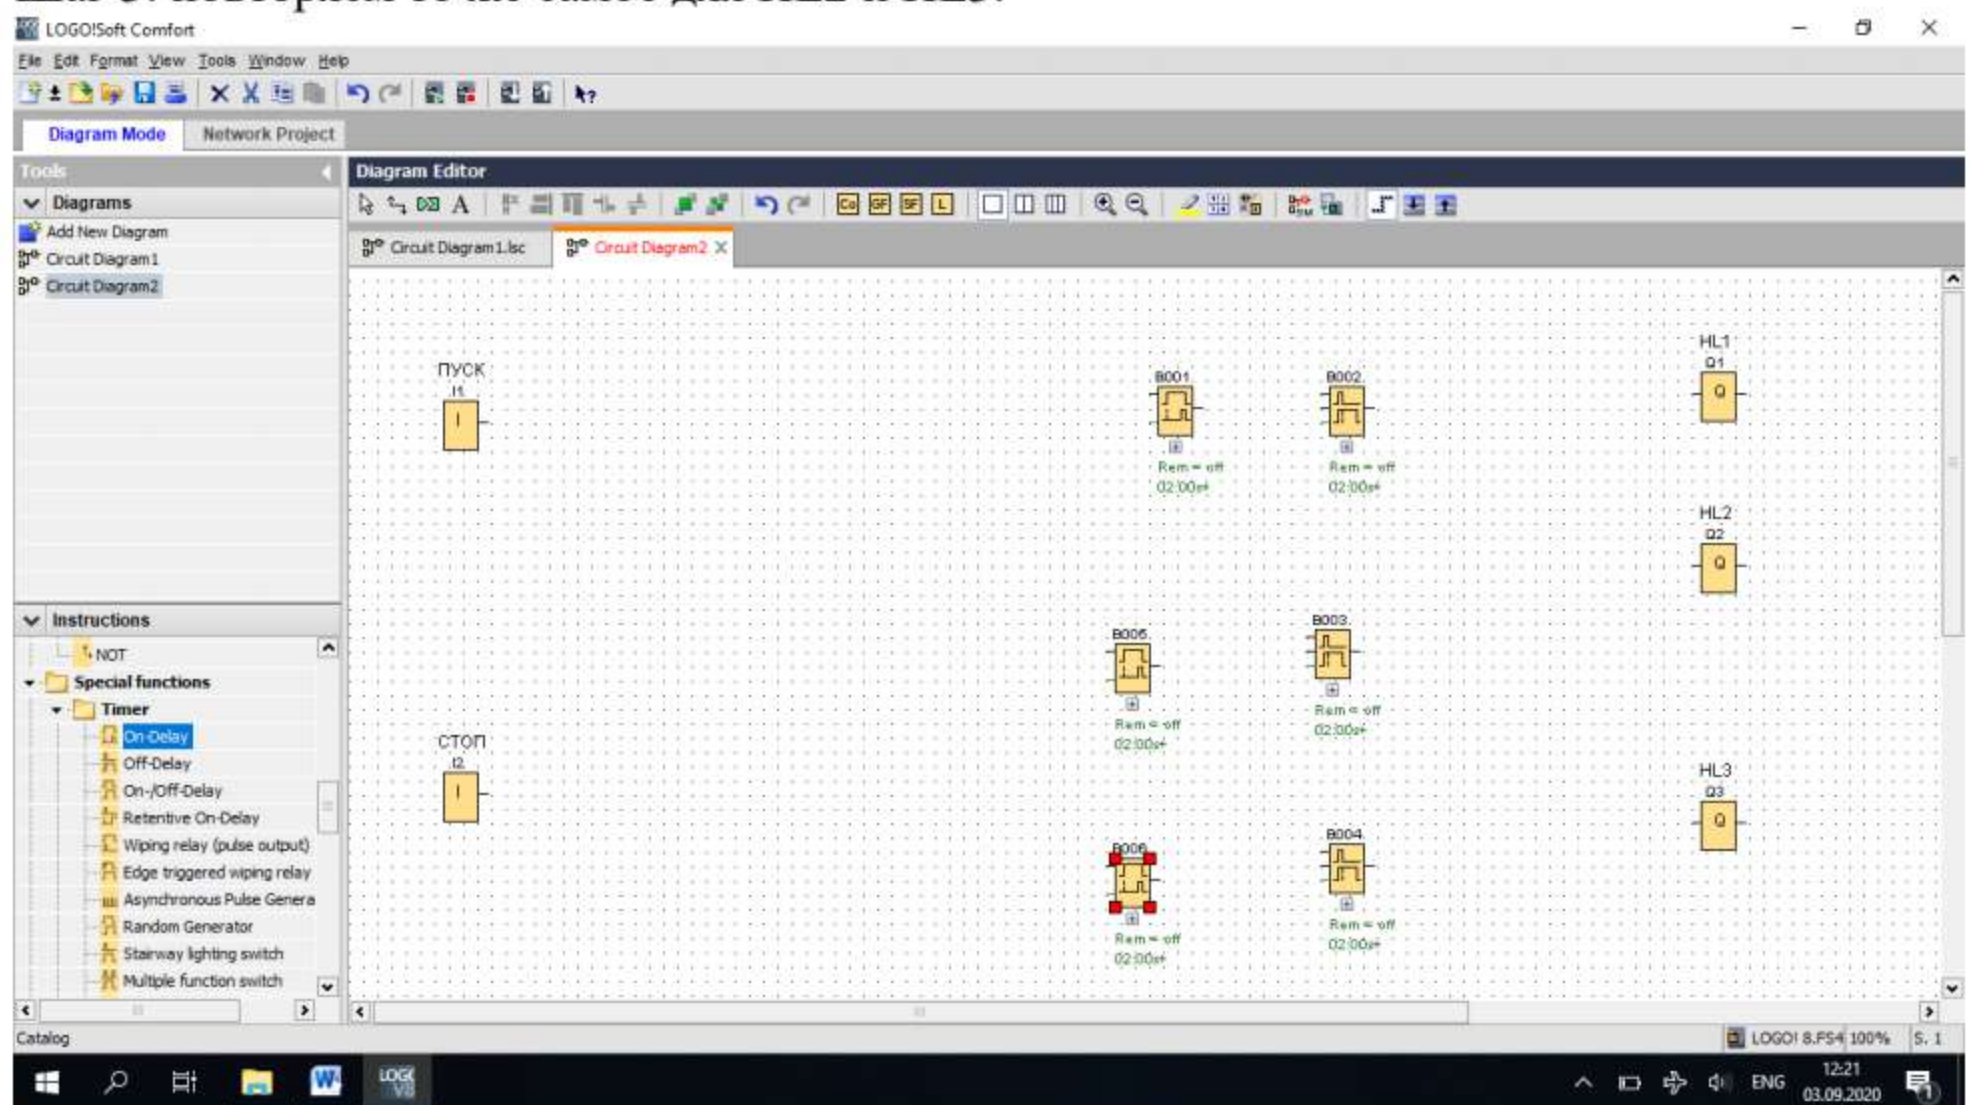 LOGO!Soft Comfort
File Edit Format View Tools Window Help
Diagram Mode Network Project
Tools
Diagram Editor
Diagrams
Add New Diagram
Circuit Diagram1
Circuit Diagram2
Co GF SF L
Circuit Diagram1.lsc
Circuit Diagram2
ПУСК
I1
I
B001
Rem = off
02:00s+
B002
Rem = off
02:00s+
HL1
Q1
Q
HL2
Q2
Q
B005
Rem = off
02:00s+
B003
Rem = off
02:00s+
СТОП
I2
I
HL3
Q3
Q
B006
Rem = off
02:00s+
B004
Rem = off
02:00s+
Instructions
NOT
Special functions
Timer
On-Delay
Off-Delay
On-/Off-Delay
Retentive On-Delay
Wiping relay (pulse output)
Edge triggered wiping relay
Asynchronous Pulse Genera
Random Generator
Stairway lighting switch
Multiple function switch
Catalog
LOGO! 8.FS4 100% S. 1
ENG
12:21
03.09.2020